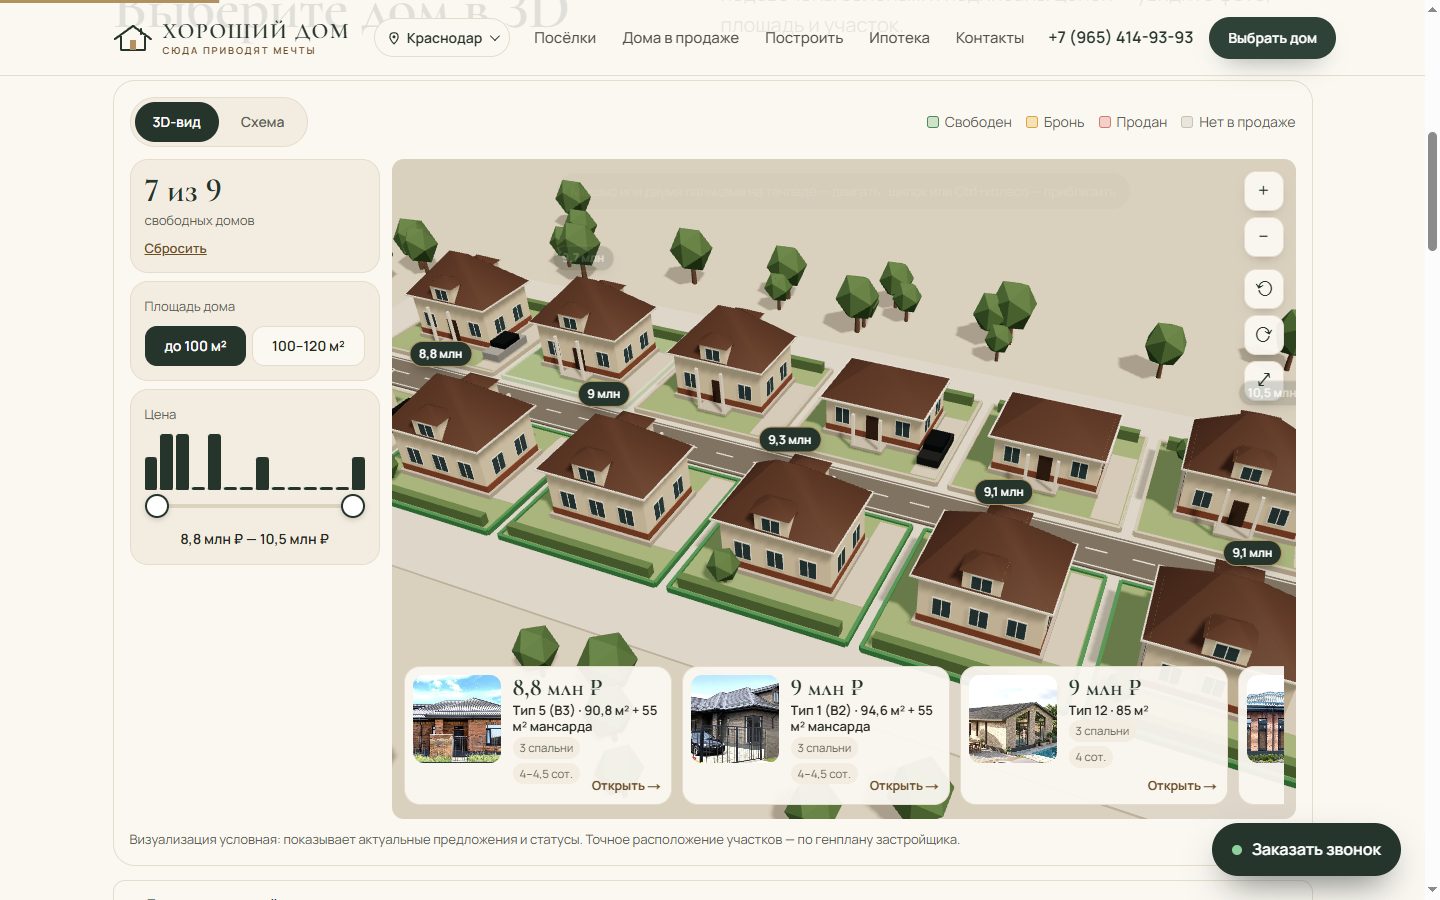 Выберите дом в 3D
площадь и участок.
ХОРОШИЙ ДОМ
СЮДА ПРИВОДЯТ МЕЧТЫ
Краснодар
Посёлки
Дома в продаже
Построить
Ипотека
Контакты
+7 (965) 414-93-93
Выбрать дом
3D-вид
Схема
Свободен
Бронь
Продан
Нет в продаже
7 из 9
свободных домов
Сбросить
Площадь дома
до 100 м²
100–120 м²
Цена
8,8 млн ₽ — 10,5 млн ₽
8,8 млн
9 млн
9,3 млн
9,1 млн
9,1 млн
10,5 млн
8,8 млн ₽
Тип 5 (В3) · 90,8 м² + 55
м² мансарда
3 спальни
4–4,5 сот.
Открыть →
9 млн ₽
Тип 1 (В2) · 94,6 м² + 55
м² мансарда
3 спальни
4–4,5 сот.
Открыть →
9 млн ₽
Тип 12 · 85 м²
3 спальни
4 сот.
Открыть →
Визуализация условная: показывает актуальные предложения и статусы. Точное расположение участков — по генплану застройщика.
Заказать звонок